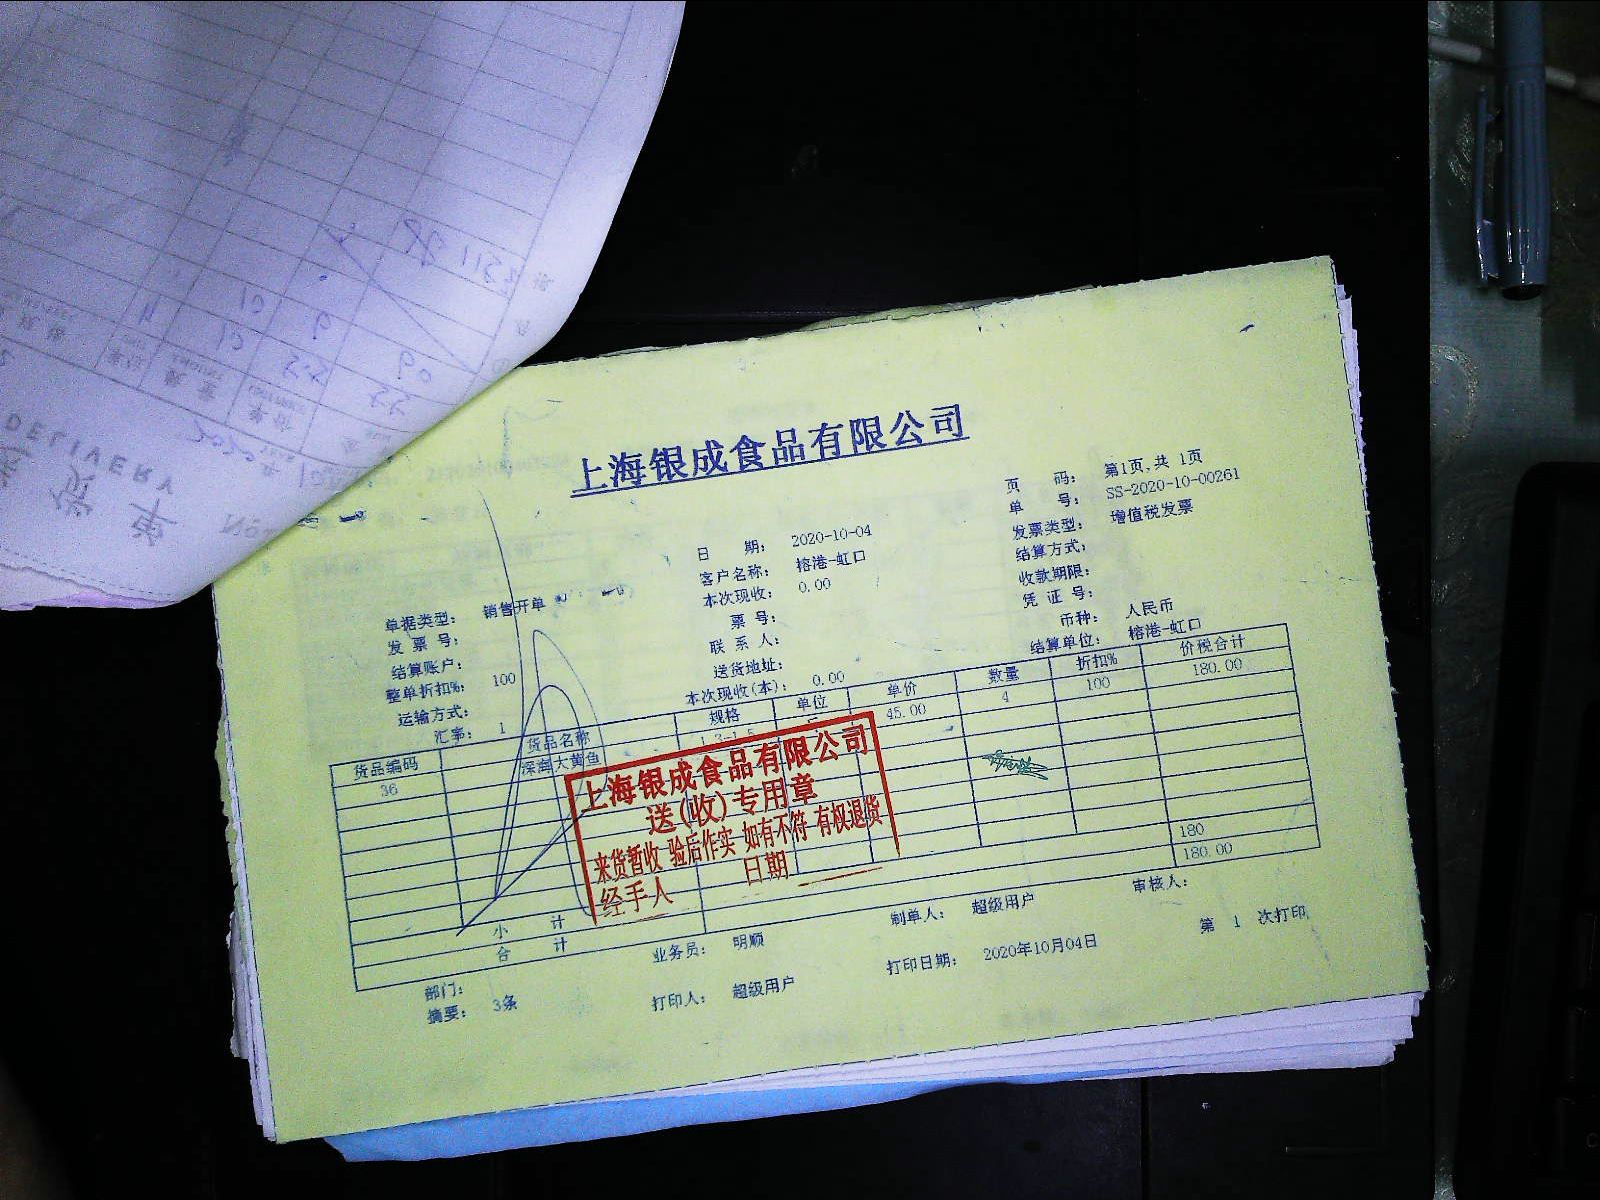 上海银成食品有限公司
页 码: 第1页,共 1页
单 号: SS-2020-10-00261
日 期: 2020-10-04
发票类型: 增值税发票
客户名称: 榕港-虹口
结算方式:
本次现收: 0.00
收款期限:
单据类型: 销售开单
票 号:
凭 证 号:
发 票 号:
联 系 人:
币种: 人民币
结算账户:
送货地址:
结算单位: 榕港-虹口
整单折扣%: 100
本次现收(本): 0.00
运输方式:
汇率: 1
货品编码 货品名称 规格 单位 单价 数量 折扣% 价税合计
36 大黄鱼 45.00 4 100 180.00
上海银成食品有限公司
送(收)专用章
来货暂收 验后作实 如有不符 有权退货
经手人 日期
小 计 180
合 计 180.00
部门: 业务员: 明顺 制单人: 超级用户 审核人:
摘要: 3条 打印人: 超级用户 打印日期: 2020年10月04日 第 1 次打印
DELIVERY